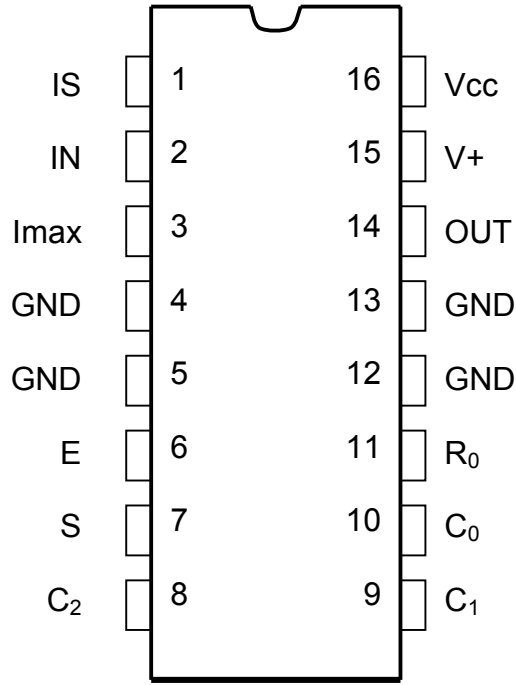 IS 1 16 Vcc
IN 2 15 V+
Imax 3 14 OUT
GND 4 13 GND
GND 5 12 GND
E 6 11 R₀
S 7 10 C₀
C₂ 8 9 C₁